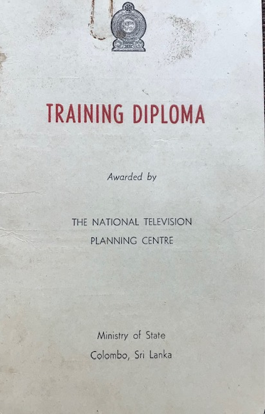 TRAINING DIPLOMA
Awarded by
THE NATIONAL TELEVISION
PLANNING CENTRE
Ministry of State
Colombo, Sri Lanka